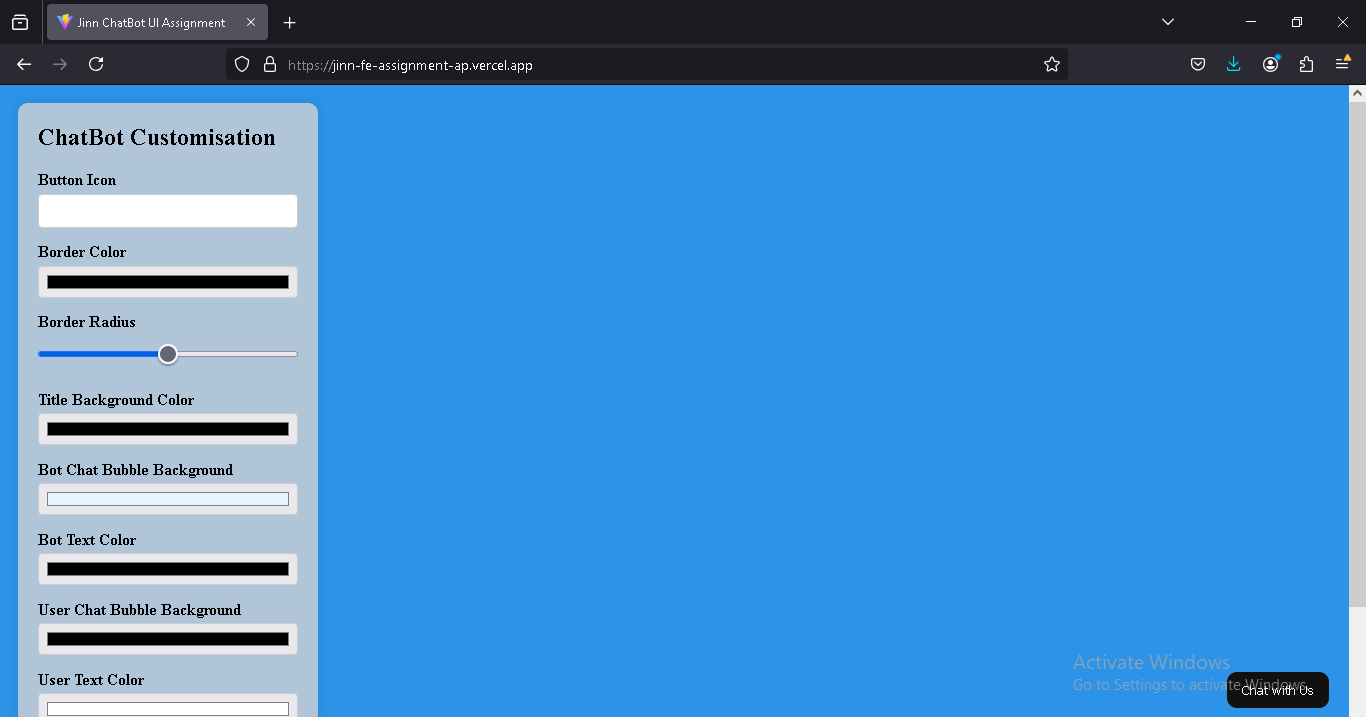 Jinn ChatBot UI Assignment
https://jinn-fe-assignment-ap.vercel.app
ChatBot Customisation
Button Icon
Border Color
Border Radius
Title Background Color
Bot Chat Bubble Background
Bot Text Color
User Chat Bubble Background
User Text Color
Activate Windows
Go to Settings to activate Windows.
Chat with Us